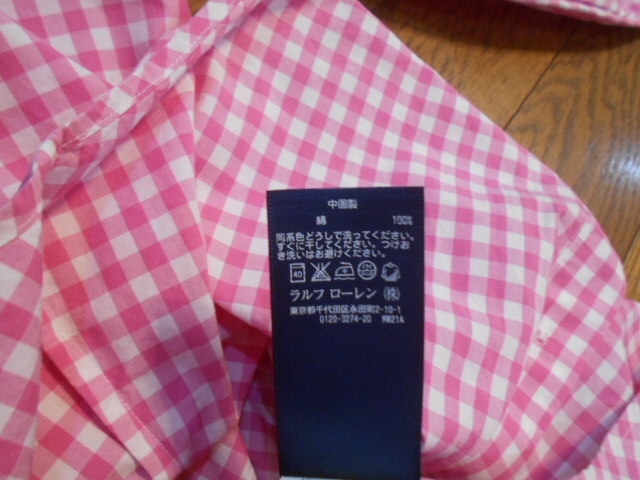 中国製
綿 100%
同系色どうしで洗ってください。
すぐに干してください。つけお
き洗いはお避けください。
40
ラルフ ローレン (株)
東京都千代田区永田町2-10-1
0120-3274-20 MW21A